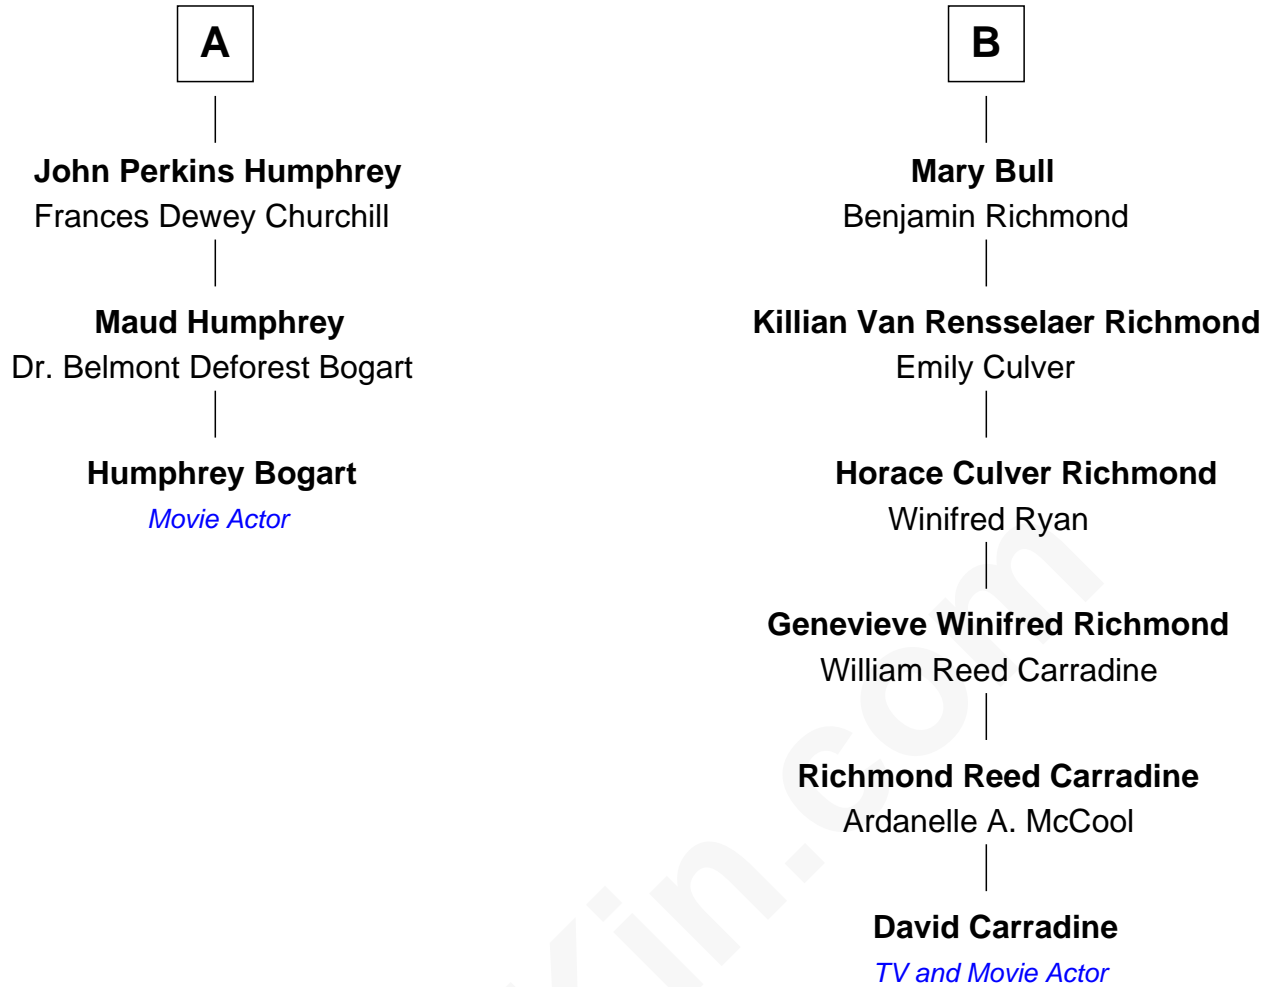 A
John Perkins Humphrey
Frances Dewey Churchill
Maud Humphrey
Dr. Belmont Deforest Bogart
Humphrey Bogart
Movie Actor
B
Mary Bull
Benjamin Richmond
Killian Van Rensselaer Richmond
Emily Culver
Horace Culver Richmond
Winifred Ryan
Genevieve Winifred Richmond
William Reed Carradine
Richmond Reed Carradine
Ardanelle A. McCool
David Carradine
TV and Movie Actor
Kin.com